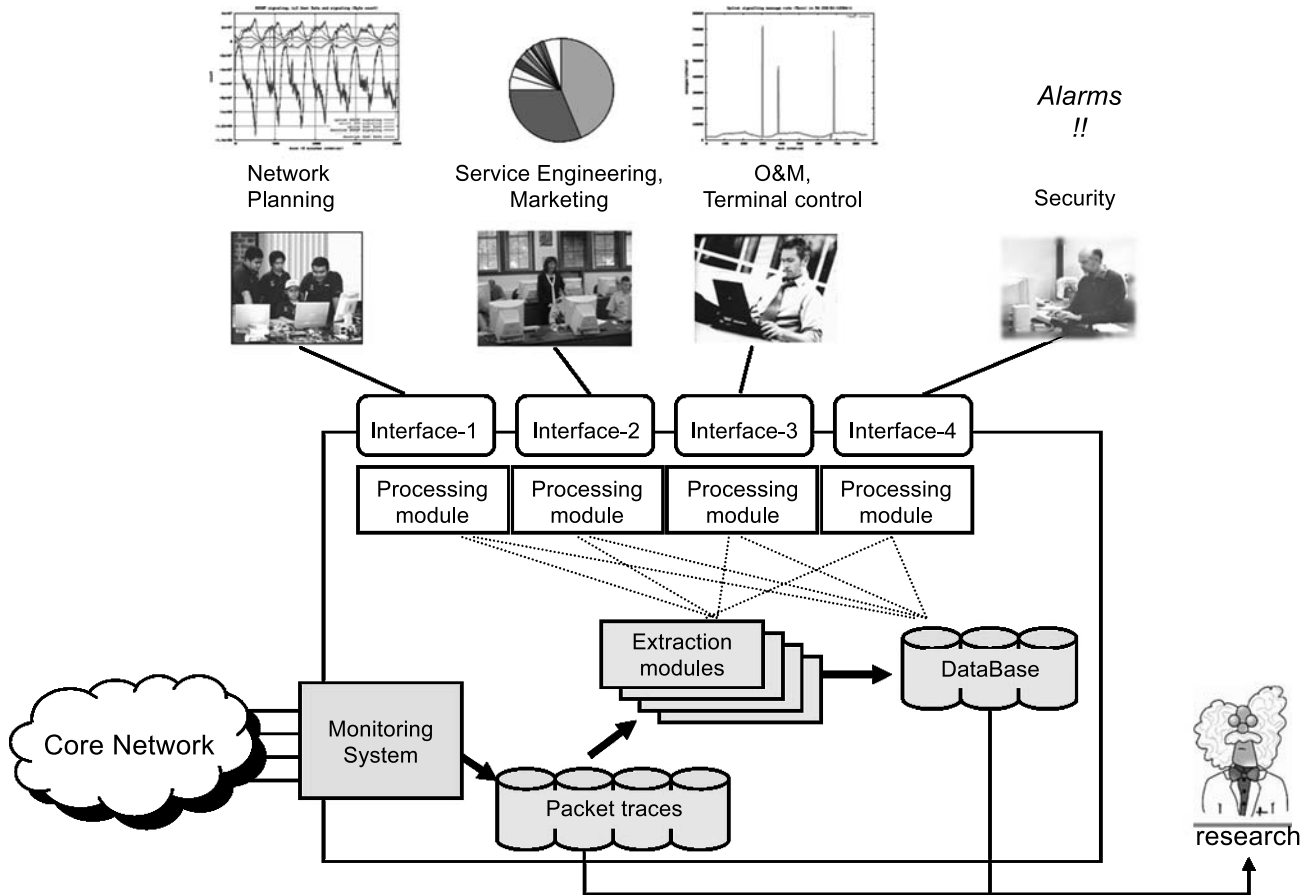 Alarms
!!
Network
Planning
Service Engineering,
Marketing
O&M,
Terminal control
Security
Interface-1
Interface-2
Interface-3
Interface-4
Processing
module
Processing
module
Processing
module
Processing
module
Extraction
modules
DataBase
Monitoring
System
Core Network
Packet traces
research